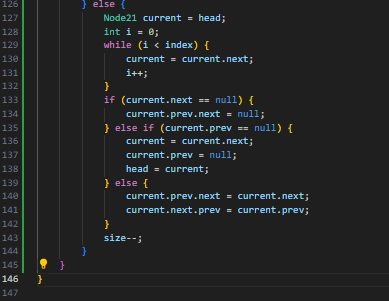 126 } else {
127 Node21 current = head;
128 int i = 0;
129 while (i < index) {
130 current = current.next;
131 i++;
132 }
133 if (current.next == null) {
134 current.prev.next = null;
135 } else if (current.prev == null) {
136 current = current.next;
137 current.prev = null;
138 head = current;
139 } else {
140 current.prev.next = current.next;
141 current.next.prev = current.prev;
142 }
143 size--;
144 }
145 }
146 }
147